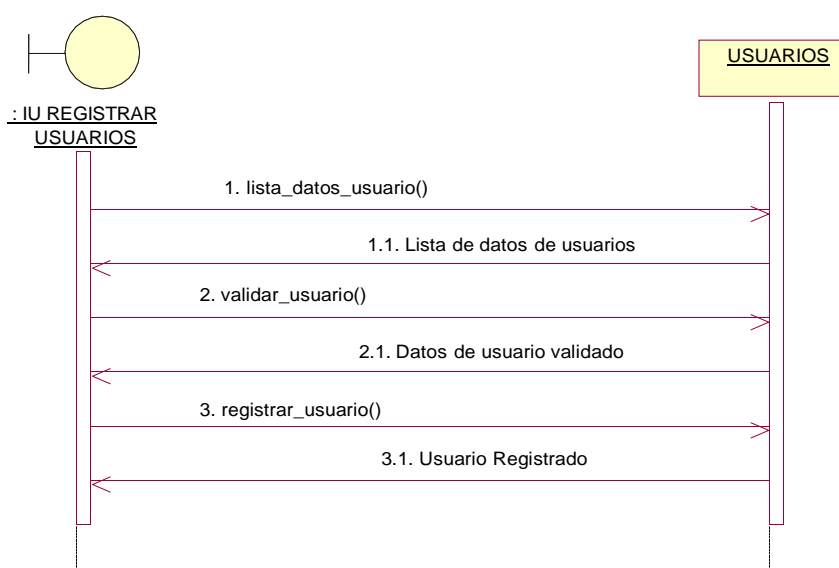 USUARIOS
: IU REGISTRAR
USUARIOS
1. lista_datos_usuario()
1.1. Lista de datos de usuarios
2. validar_usuario()
2.1. Datos de usuario validado
3. registrar_usuario()
3.1. Usuario Registrado